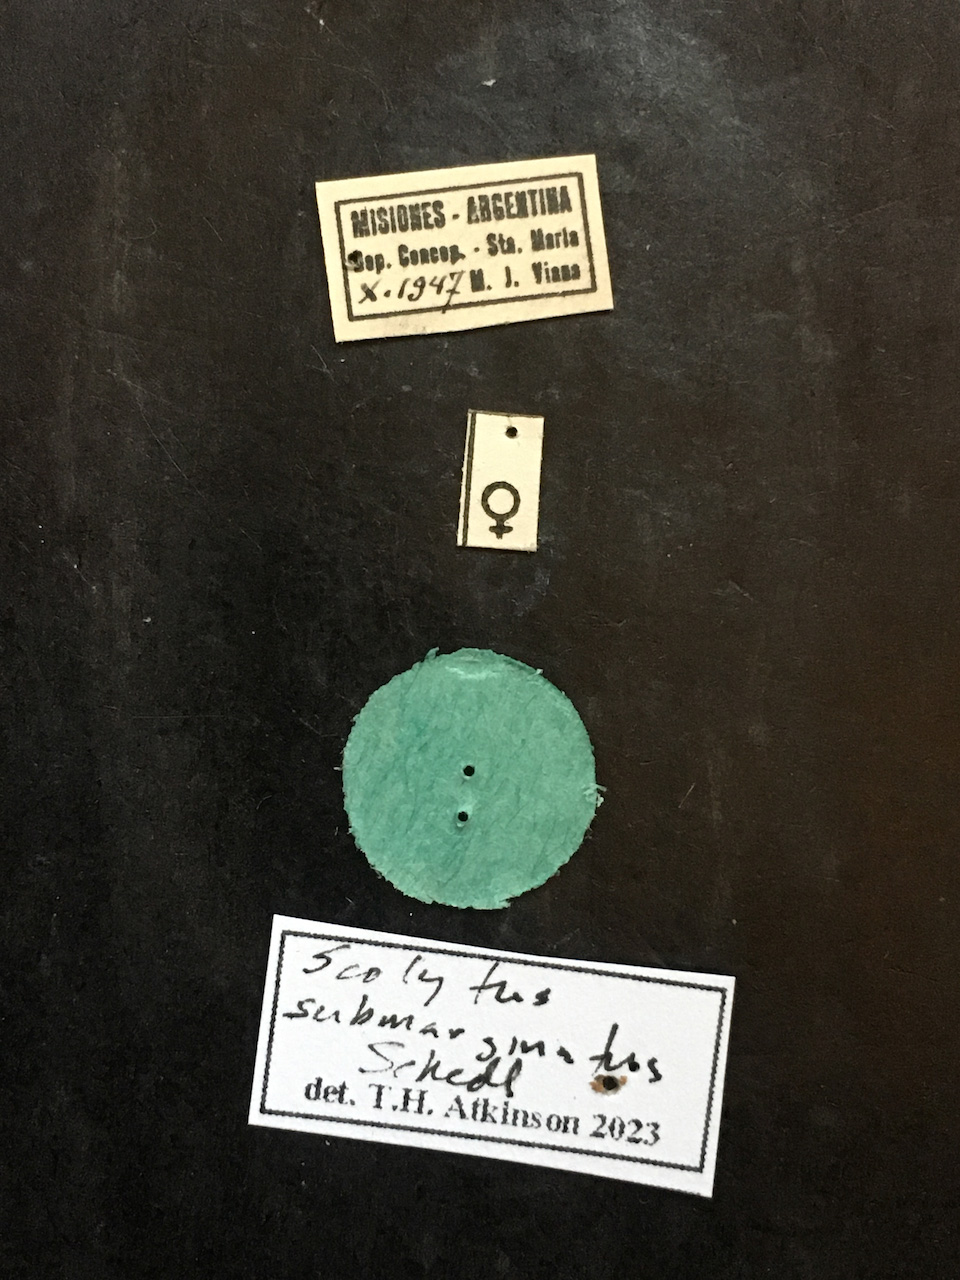 MISIONES - ARGENTINA
Dep. Concep. - Sta. Maria
X.1947 M. J. Viana
♀
Scolytus
submarginatus
Schedl
det. T.H. Atkinson 2023